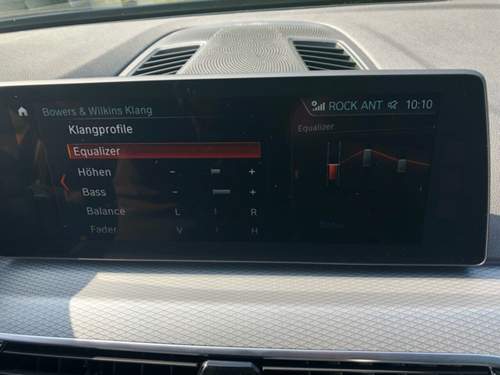 Bowers & Wilkins Klang
ROCK ANT 10:10
Klangprofile
Equalizer
Equalizer
Höhen - +
Bass - +
Balance L I R
Fader V I H